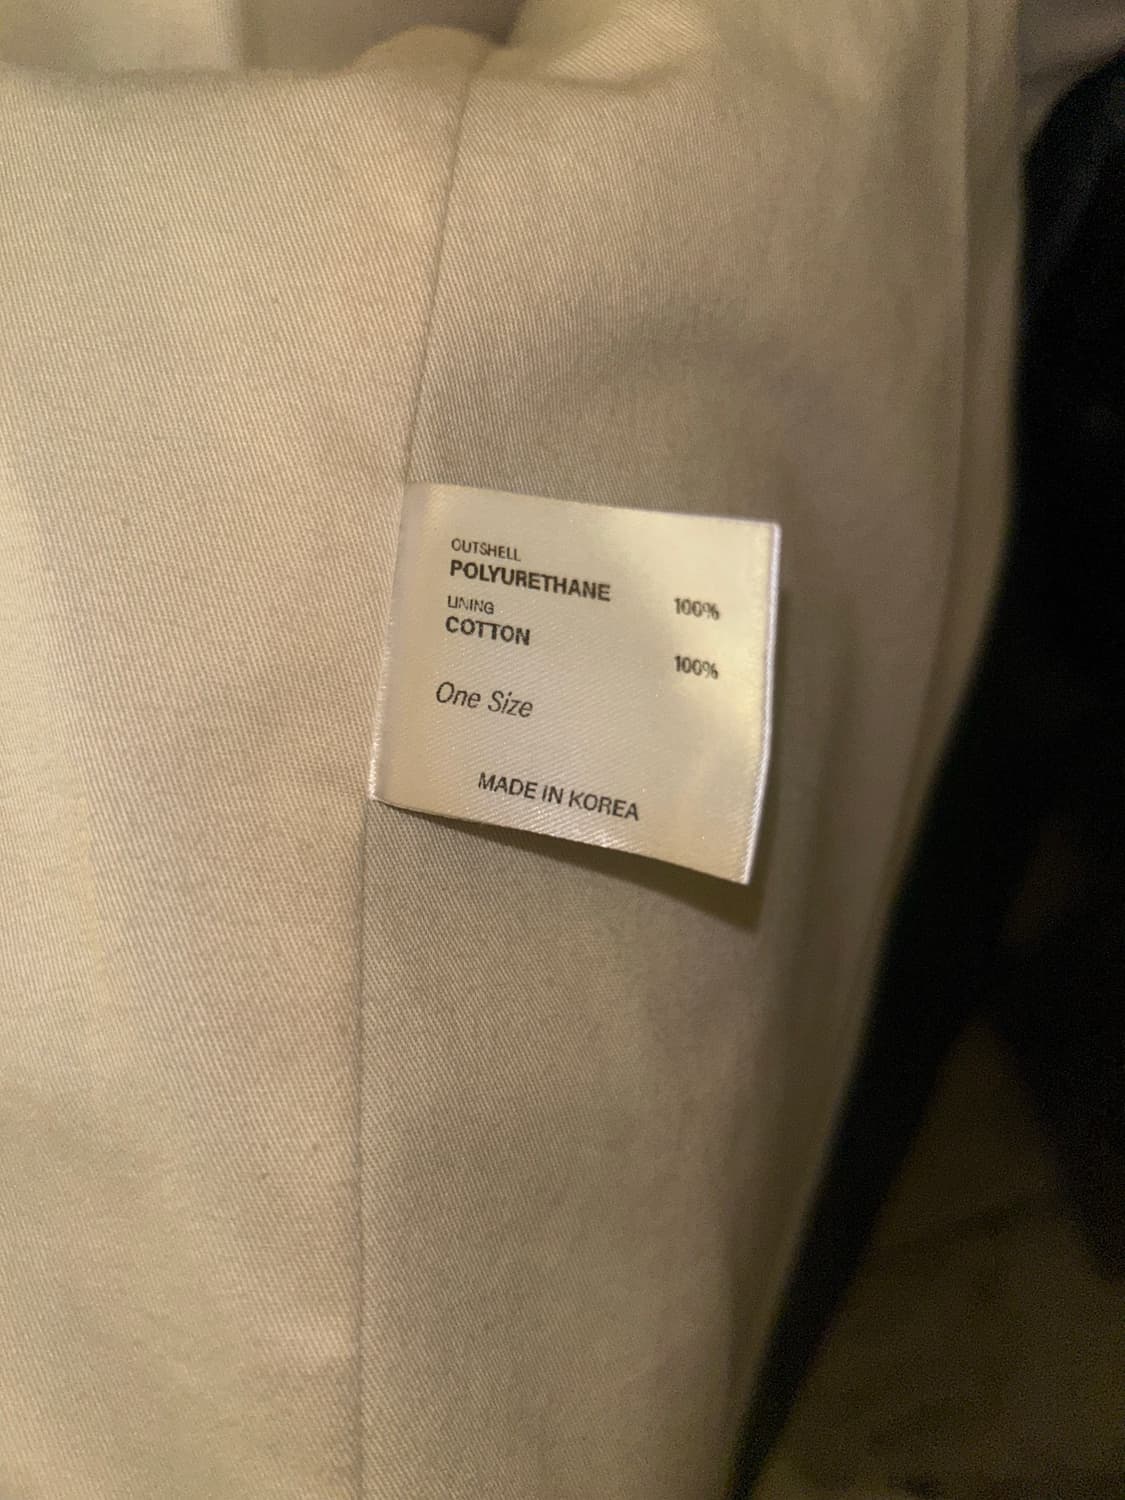 OUTSHELL
POLYURETHANE 100%
LINING
COTTON 100%
One Size
MADE IN KOREA